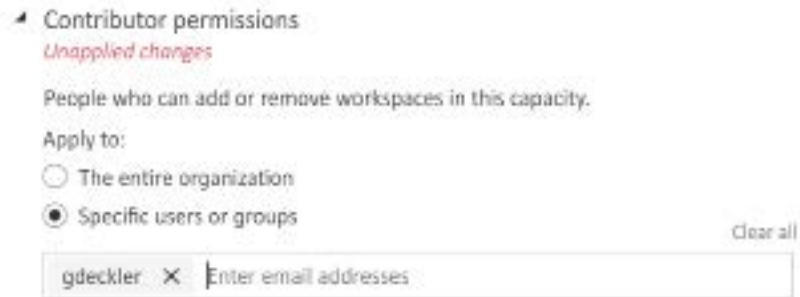 Contributor permissions
Unapplied changes
People who can add or remove workspaces in this capacity.
Apply to:
The entire organization
Specific users or groups
Clear all
gdeckler X Enter email addresses